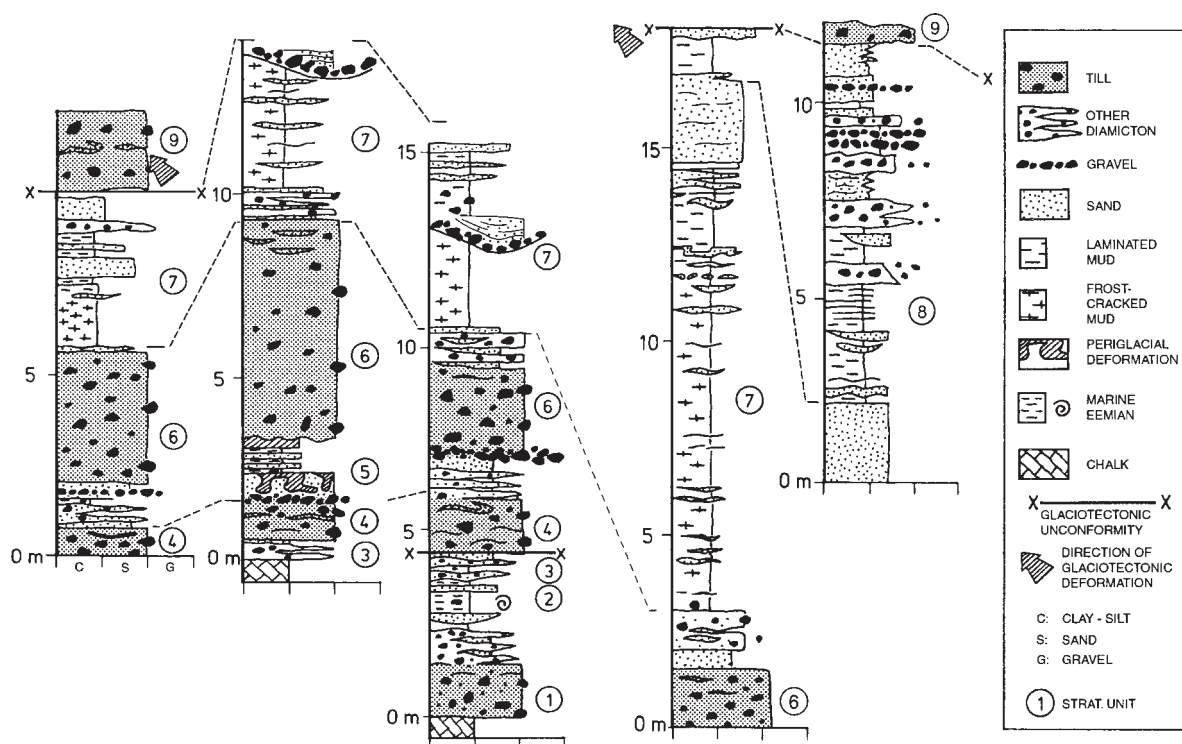 9
7
6
4
X
X
5
0 m
C
S
G
7
6
5
4
3
10
5
0 m
7
6
4
3
2
1
15
10
5
0 m
X
X
X
X
7
6
15
10
5
0 m
9
8
X
10
5
0 m
TILL
OTHER
DIAMICTON
GRAVEL
SAND
LAMINATED
MUD
FROST-
CRACKED
MUD
PERIGLACIAL
DEFORMATION
MARINE
EEMIAN
CHALK
X X
GLACIOTECTONIC
UNCONFORMITY
DIRECTION OF
GLACIOTECTONIC
DEFORMATION
C: CLAY - SILT
S: SAND
G: GRAVEL
1 STRAT. UNIT